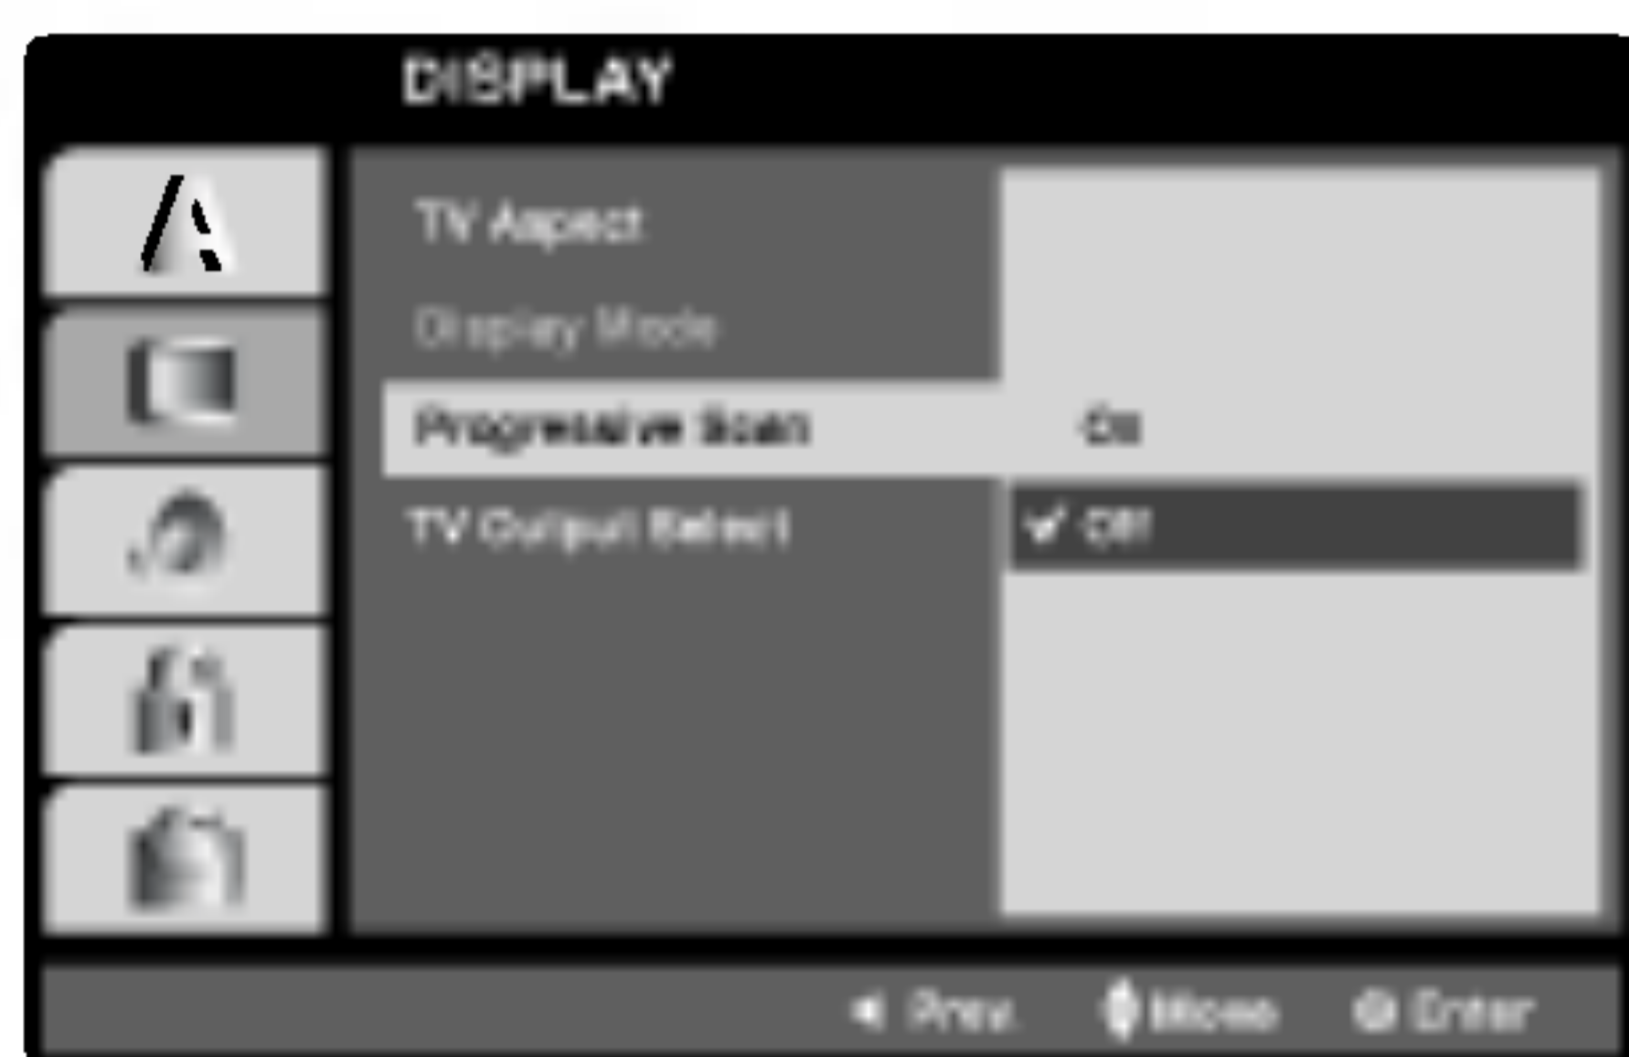 DISPLAY
TV Aspect
Display Mode
Progressive Scan On
TV Output Select ✔ Off
◀ Prev. Move Enter